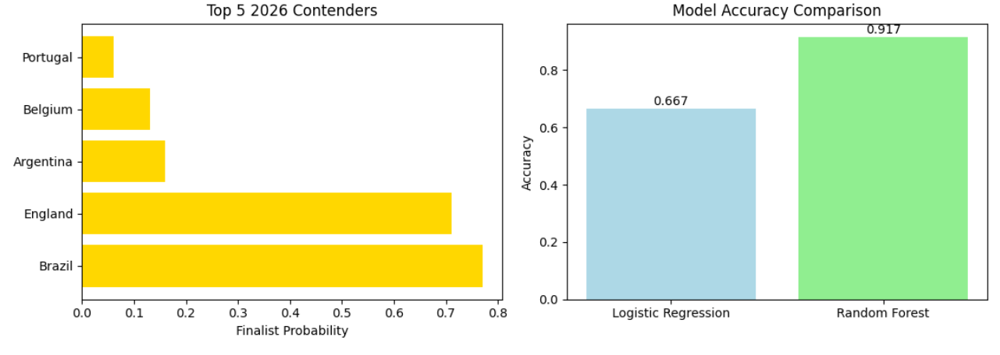 Top 5 2026 Contenders
Portugal
Belgium
Argentina
England
Brazil
0.0 0.1 0.2 0.3 0.4 0.5 0.6 0.7 0.8
Finalist Probability
Model Accuracy Comparison
Accuracy
0.8
0.6
0.4
0.2
0.0
0.667
0.917
Logistic Regression Random Forest